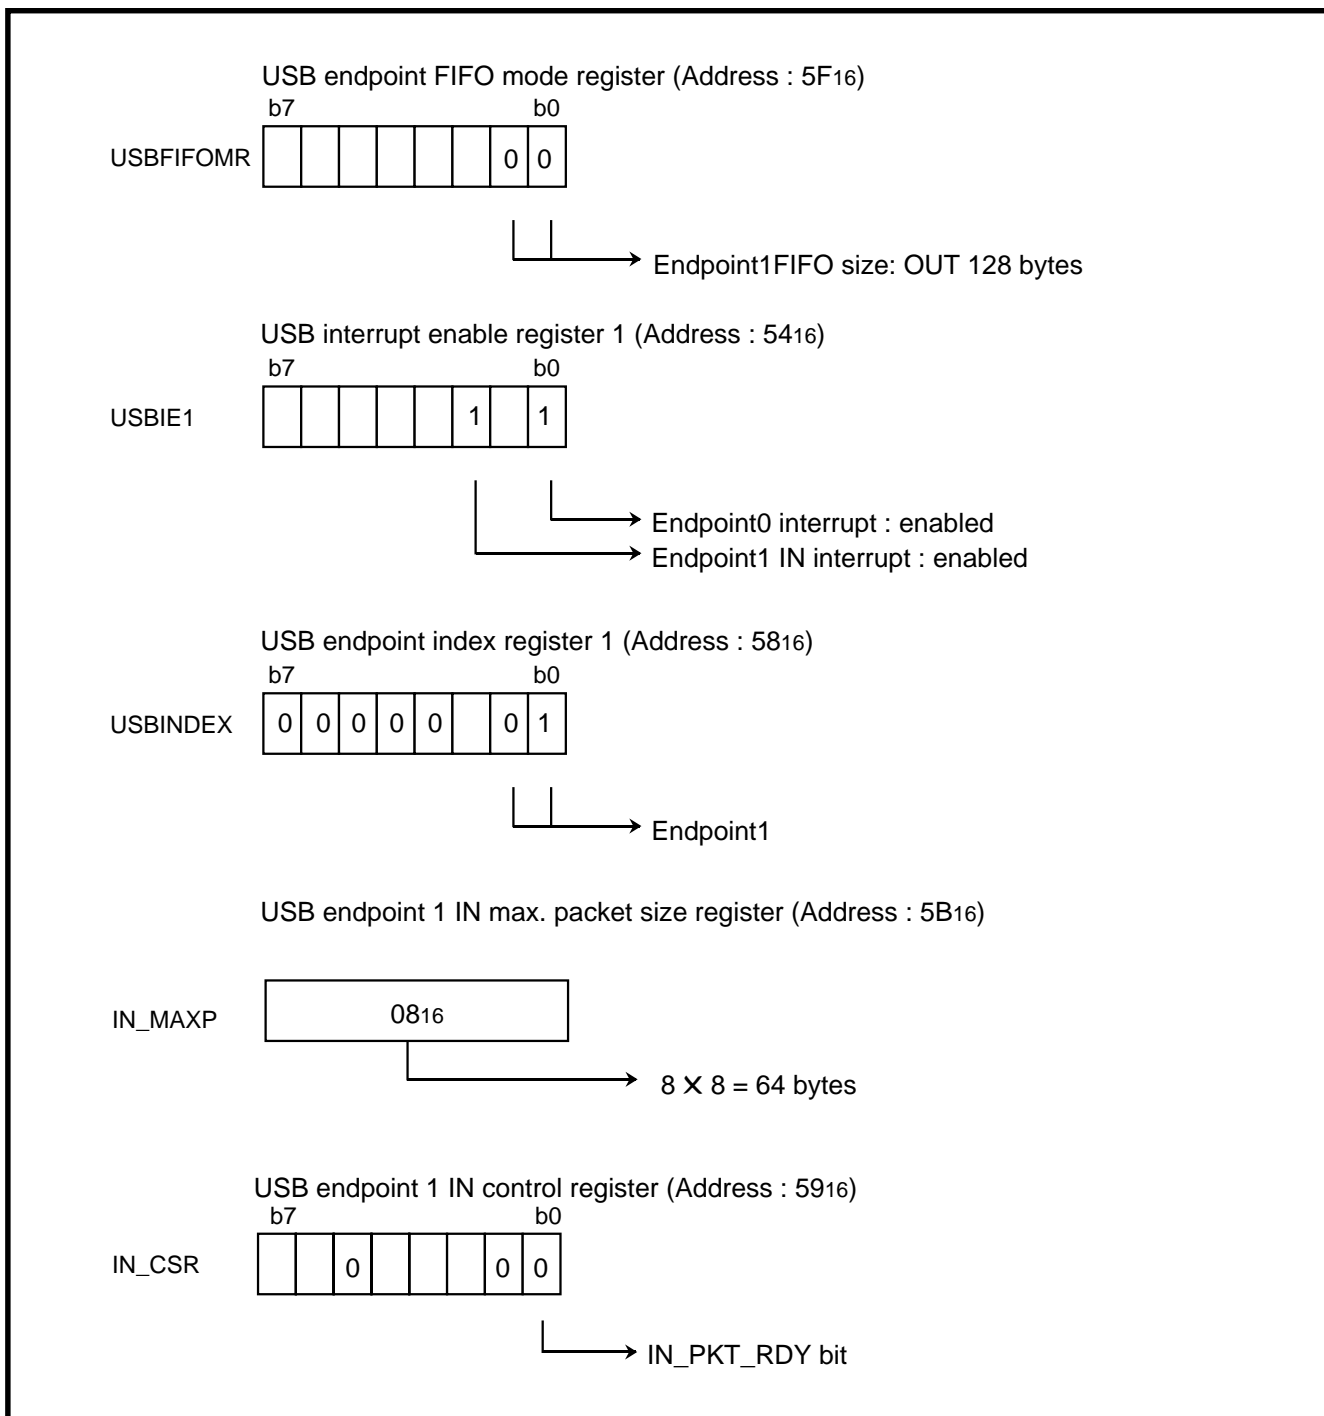 USB endpoint FIFO mode register (Address : 5F16)
b7 b0
USBFIFOMR 0 0
Endpoint1FIFO size: OUT 128 bytes
USB interrupt enable register 1 (Address : 5416)
b7 b0
USBIE1 1 1
Endpoint0 interrupt : enabled
Endpoint1 IN interrupt : enabled
USB endpoint index register 1 (Address : 5816)
b7 b0
USBINDEX 0 0 0 0 0 0 1
Endpoint1
USB endpoint 1 IN max. packet size register (Address : 5B16)
IN_MAXP 0816
8 X 8 = 64 bytes
USB endpoint 1 IN control register (Address : 5916)
b7 b0
IN_CSR 0 0 0
IN_PKT_RDY bit